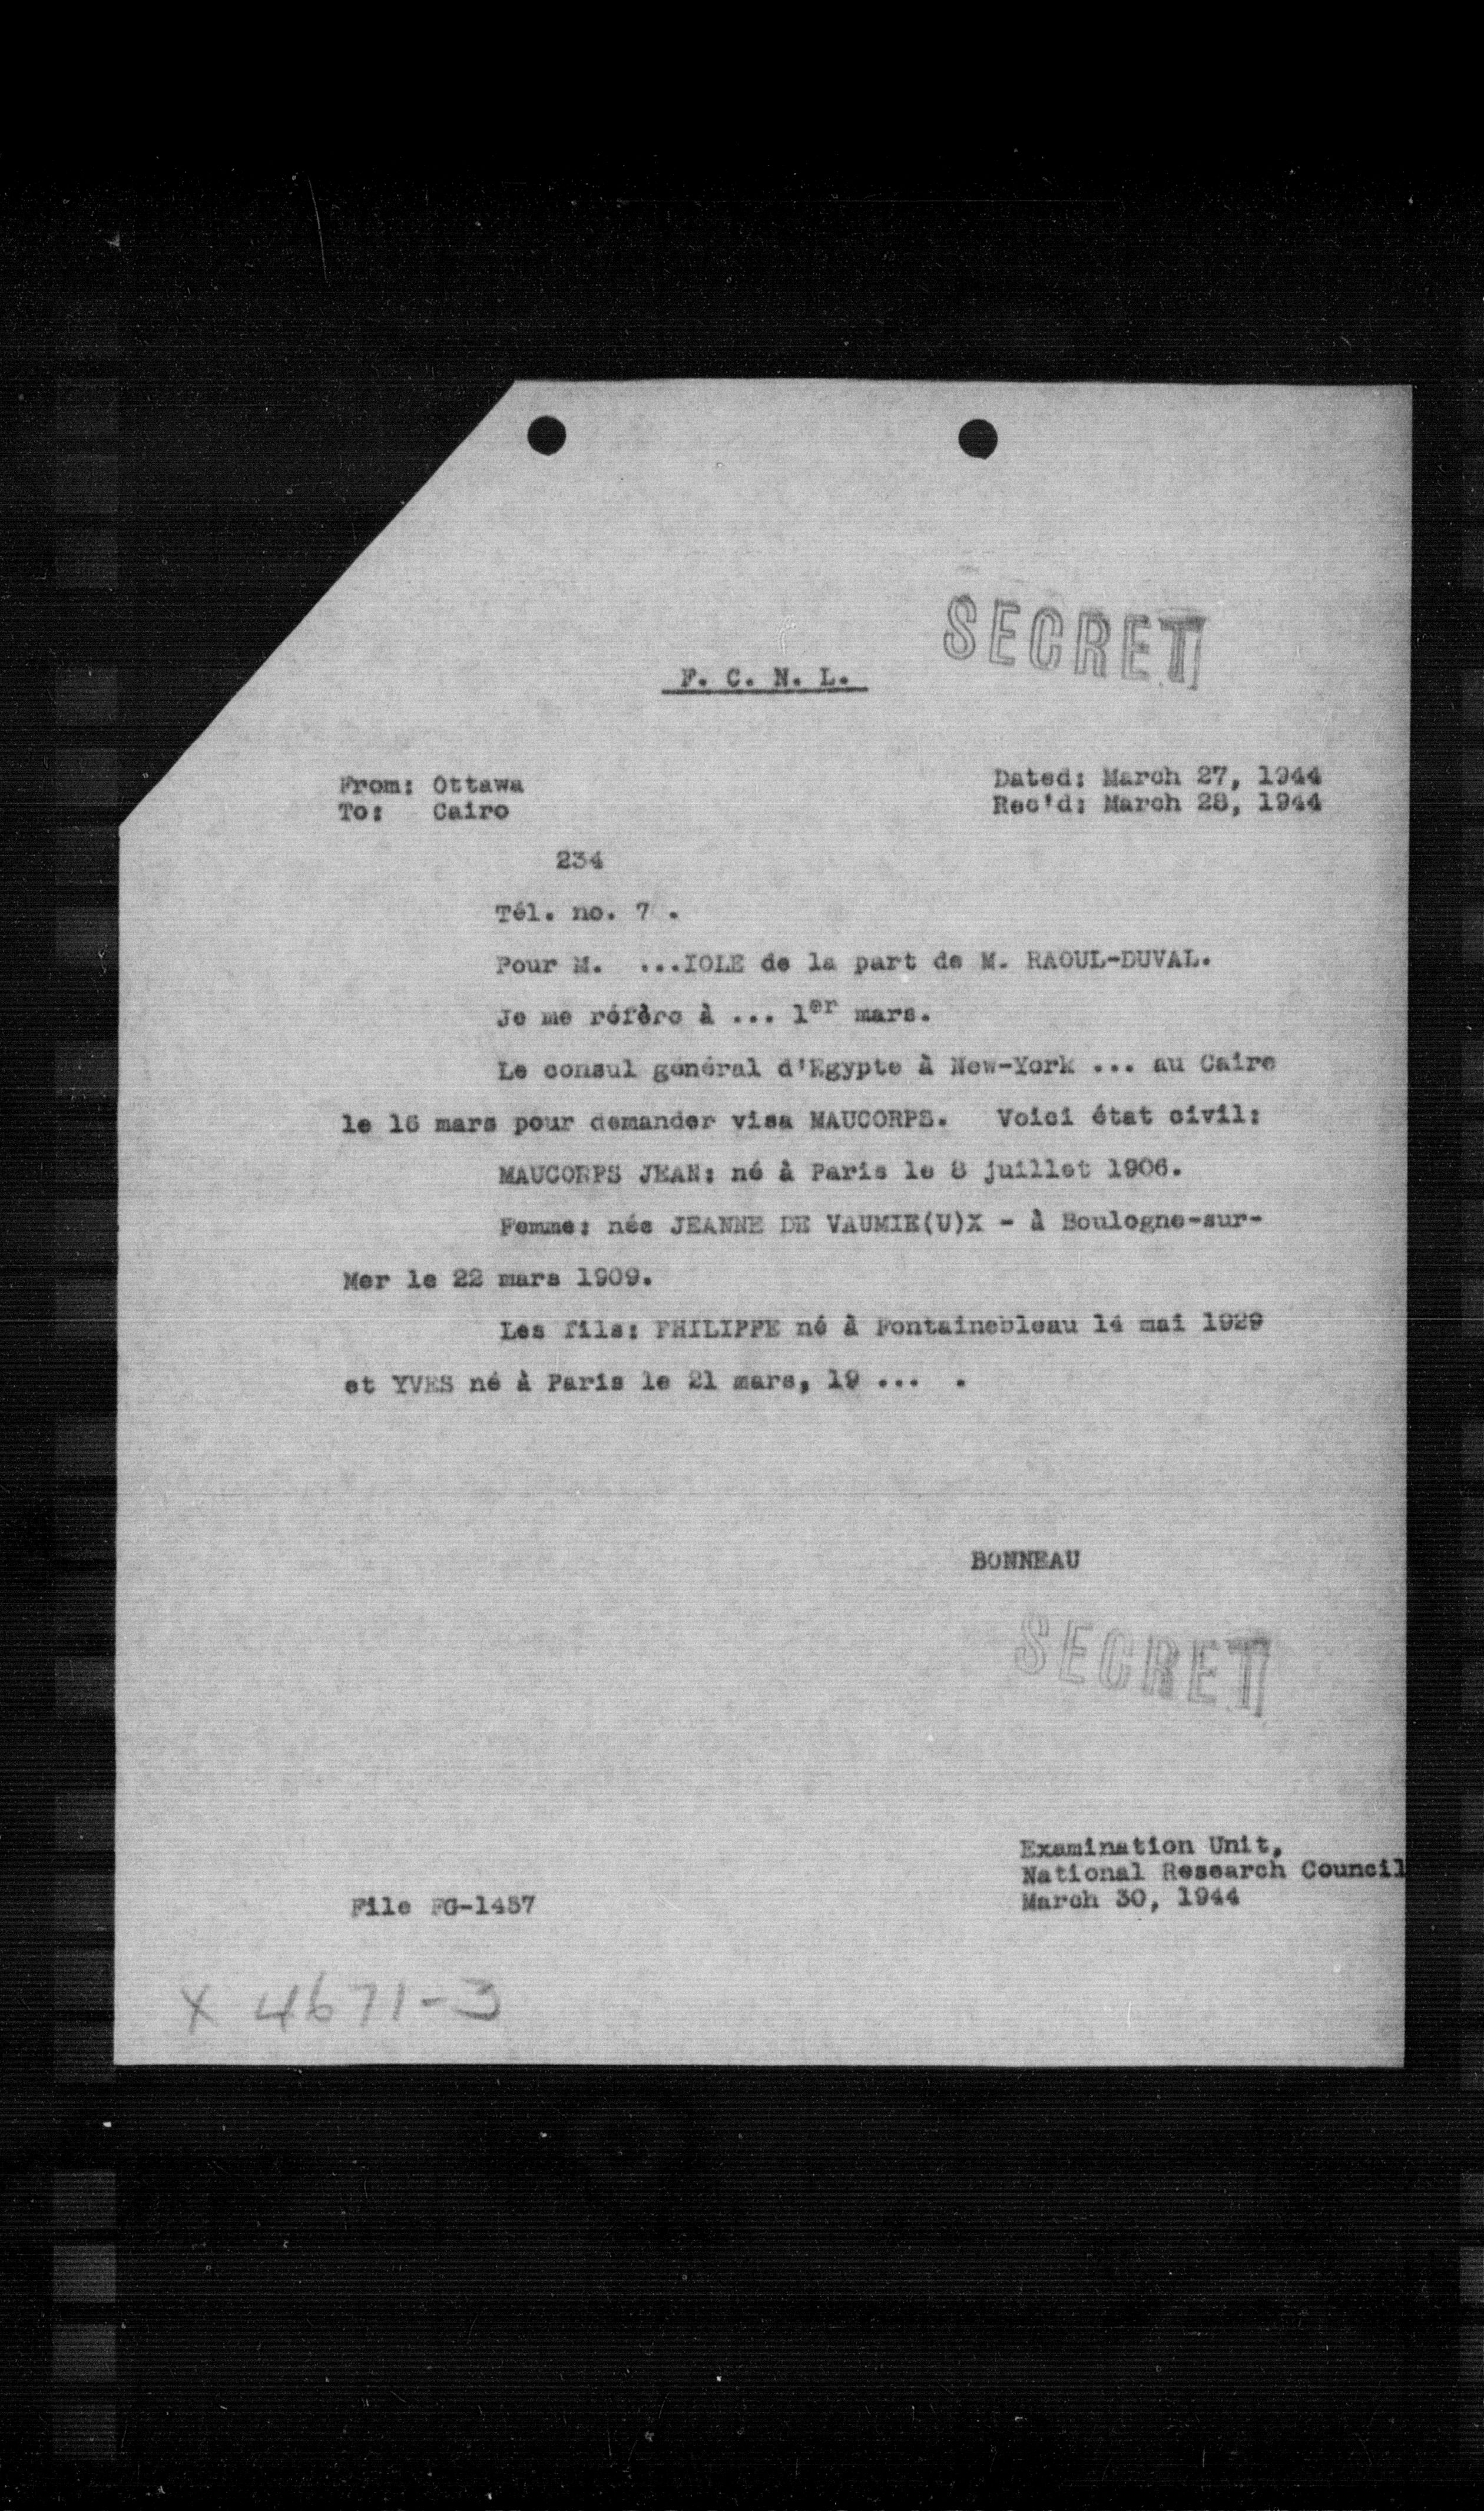 SECRET
F. C. N. L.
From: Ottawa
To: Cairo
Dated: March 27, 1944
Rec'd: March 28, 1944
234
Tél. no. 7 .
Pour M. ...IOLE de la part de M. RAOUL-DUVAL.
Je me réfère à ... 1er mars.
Le consul général d'Egypte à New-York ... au Caire
le 16 mars pour demander visa MAUCORPS. Voici état civil:
MAUCORPS JEAN: né à Paris le 8 juillet 1906.
Femme: née JEANNE DE VAUMIE(U)X - à Boulogne-sur-
Mer le 22 mars 1909.
Les fils: PHILIPPE né à Fontainebleau 14 mai 1929
et YVES né à Paris le 21 mars, 19 ... .
BONNEAU
SECRET
Examination Unit,
National Research Council
March 30, 1944
File FG-1457
X 4671-3